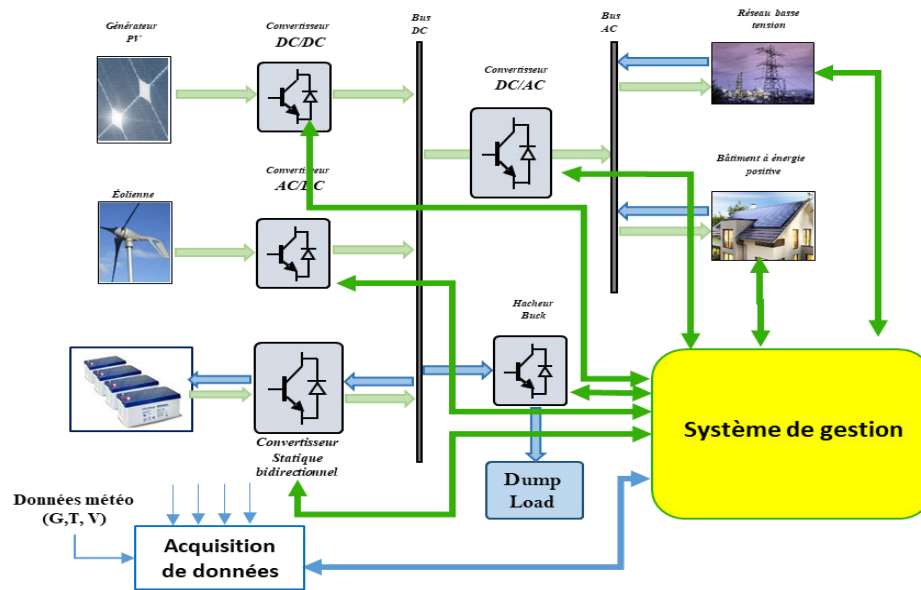 Générateur
PV
Convertisseur
DC/DC
Bus
DC
Bus
AC
Réseau basse
tension
Convertisseur
DC/AC
Éolienne
Convertisseur
AC/DC
Bâtiment à énergie
positive
Hacheur
Buck
Convertisseur
Statique
bidirectionnel
Dump
Load
Système de gestion
Données météo
(G,T, V)
Acquisition
de données